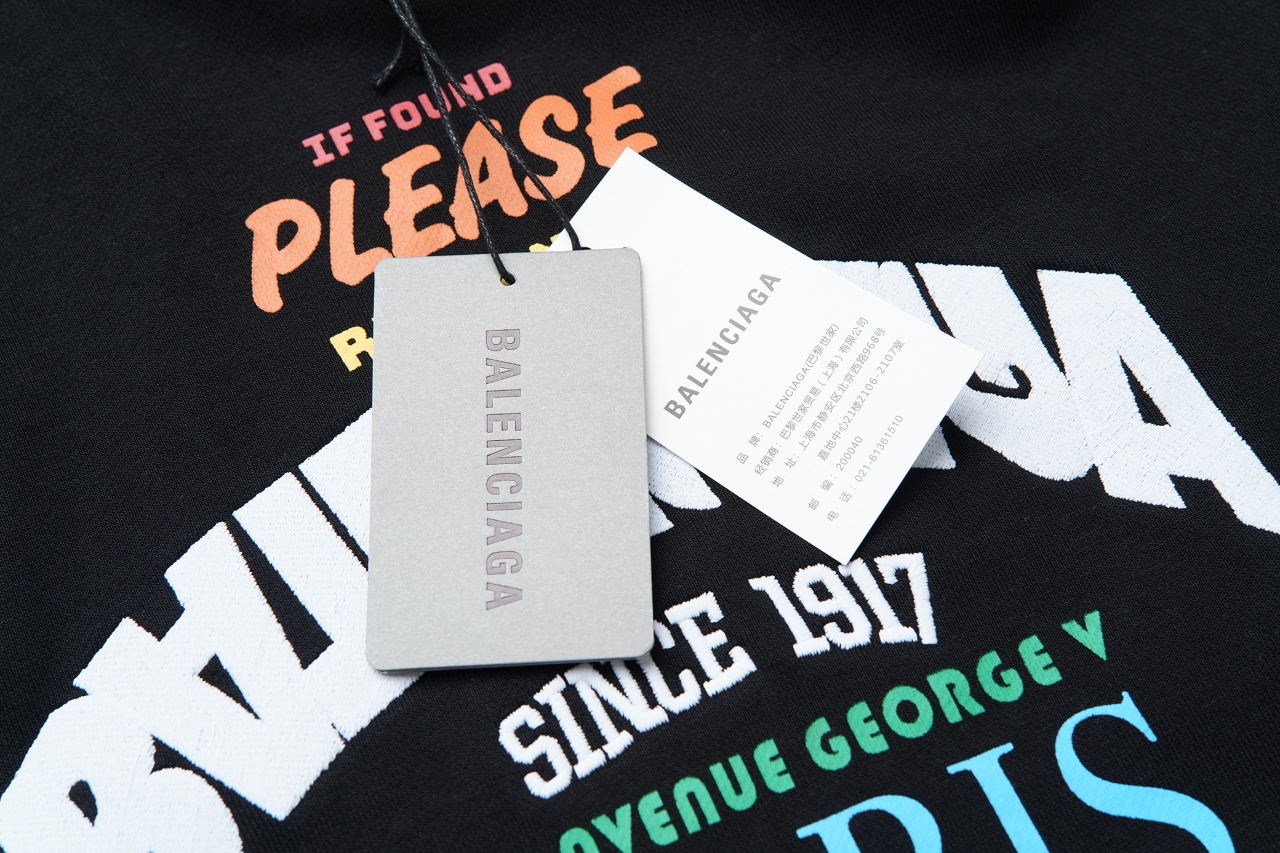 IF FOUND
PLEASE
BALENCIAGA
BALENCIAGA
品 牌：BALENCIAGA(巴黎世家)
经销商：巴黎世家贸易（上海）有限公司
地 址：上海市静安区北京西路968号
嘉地中心21楼2106-2107室
邮 编：200040
电 话：021-61361510
SINCE 1917
AVENUE GEORGE V